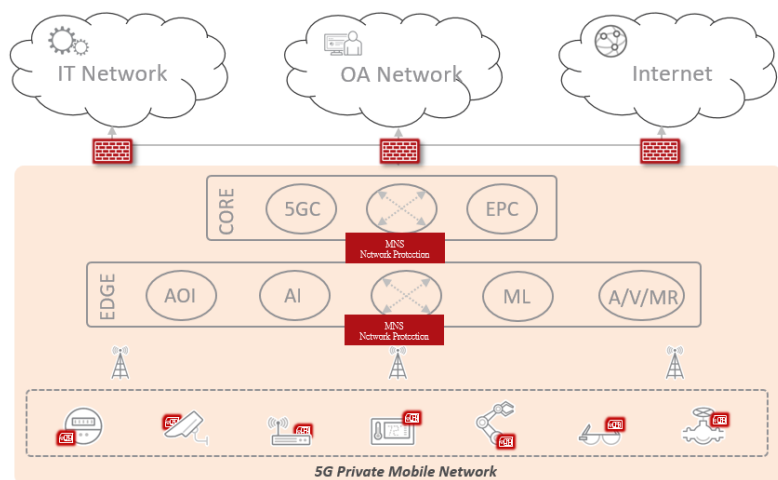 IT Network
OA Network
Internet
CORE
5GC
EPC
MNS
Network Protection
EDGE
AOI
AI
ML
A/V/MR
MNS
Network Protection
72
5G Private Mobile Network